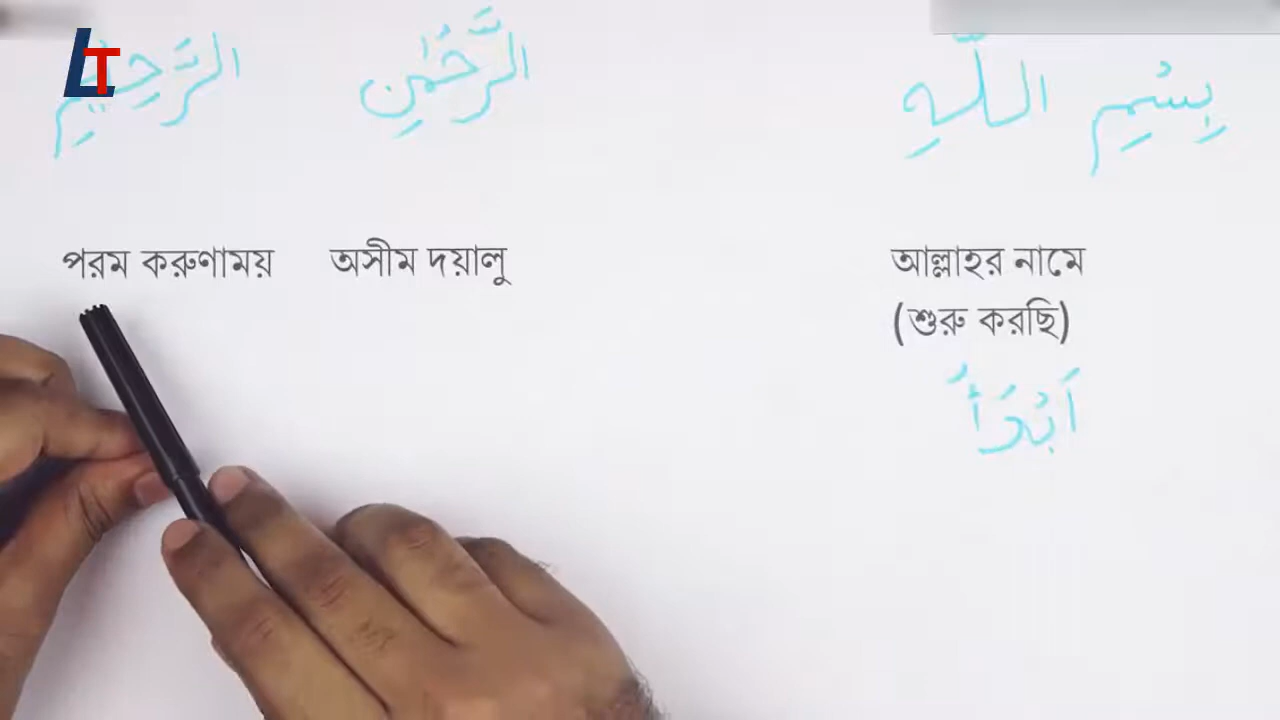 بِسْمِ اللّٰهِ الرَّحْمٰنِ الرَّحِيْمِ
আল্লাহর নামে অসীম দয়ালু পরম করুণাময়
(শুরু করছি)
اَبْدَأُ
LT